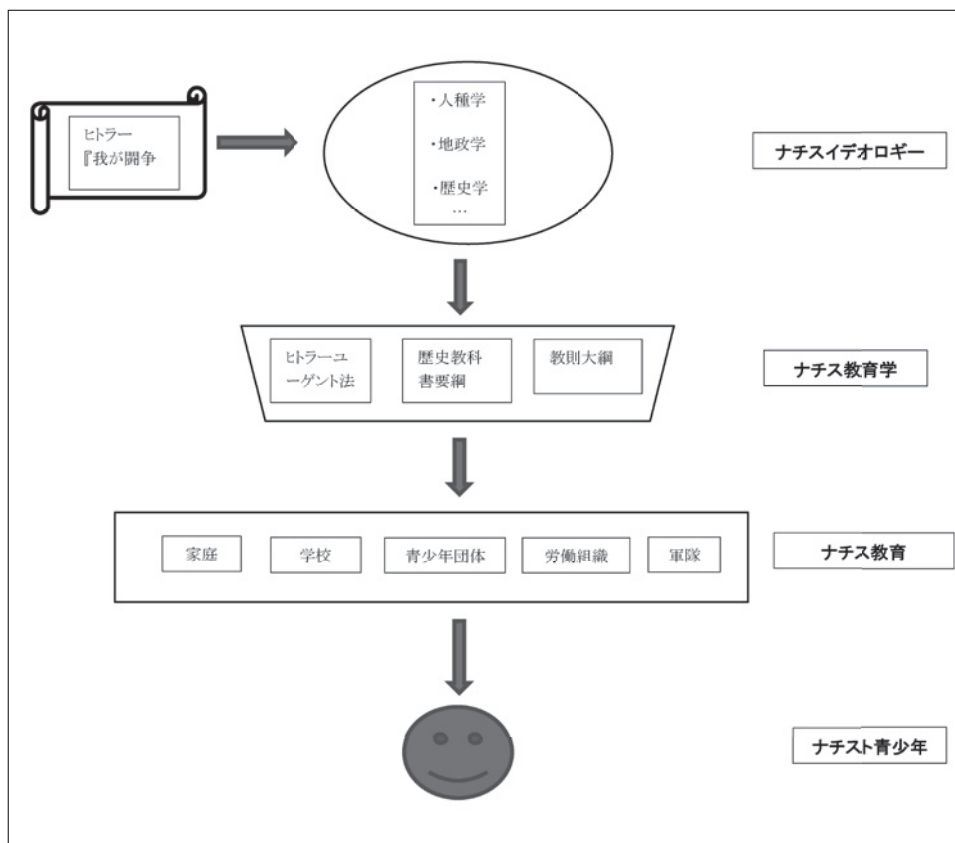 ヒトラー
『我が闘争
・人種学
・地政学
・歴史学
…
ナチスイデオロギー
ヒトラーユ
ーゲント法
歴史教科
書要綱
教則大綱
ナチス教育学
家庭
学校
青少年団体
労働組織
軍隊
ナチス教育
ナチスト青少年